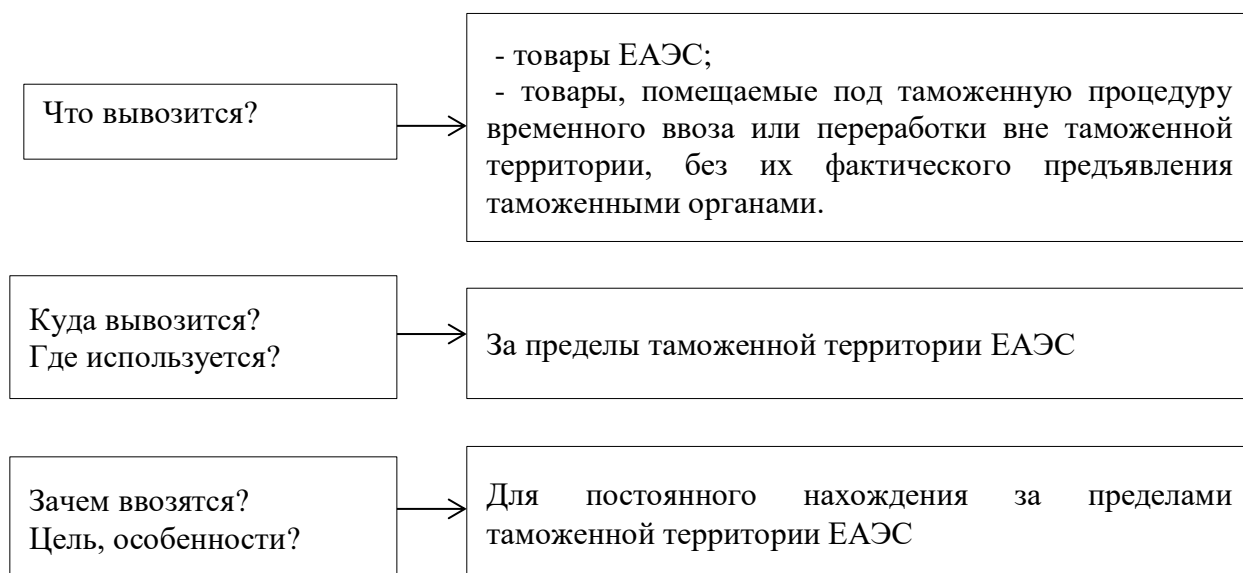 Что вывозится?
- товары ЕАЭС;
- товары, помещаемые под таможенную процедуру
временного ввоза или переработки вне таможенной
территории, без их фактического предъявления
таможенными органами.
Куда вывозится?
Где используется?
За пределы таможенной территории ЕАЭС
Зачем ввозятся?
Цель, особенности?
Для постоянного нахождения за пределами
таможенной территории ЕАЭС